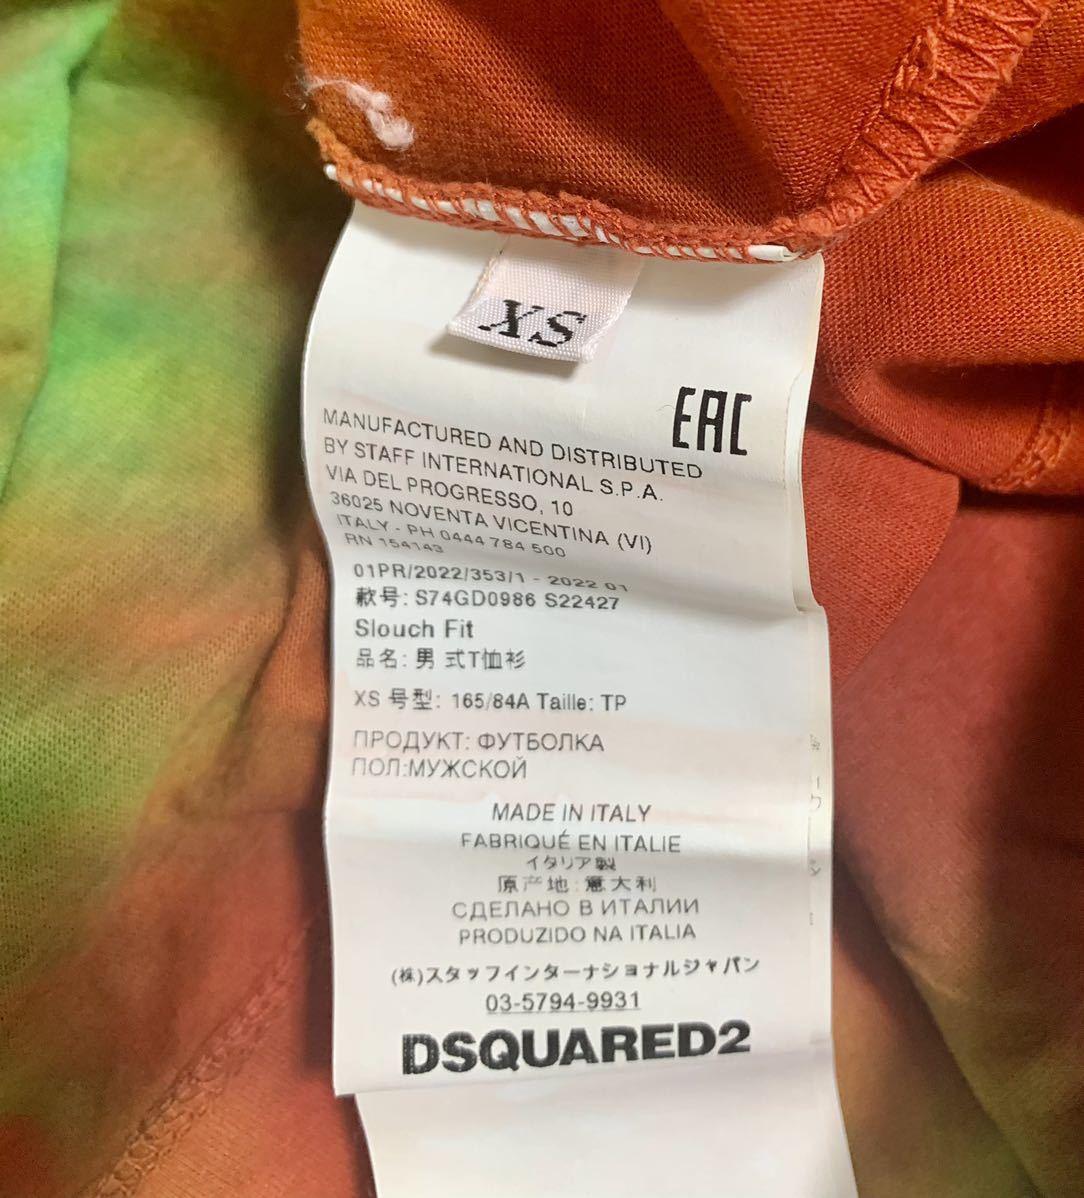 XS
EAC
MANUFACTURED AND DISTRIBUTED
BY STAFF INTERNATIONAL S.P.A.
VIA DEL PROGRESSO, 10
36025 NOVENTA VICENTINA (VI)
ITALY - PH 0444 784 500
RN 154143
01PR/2022/353/1 - 2022 01
款号: S74GD0986 S22427
Slouch Fit
品名: 男 式T恤衫
XS 号型: 165/84A Taille: TP
ПРОДУКТ: ФУТБОЛКА
ПОЛ:МУЖСКОЙ
MADE IN ITALY
FABRIQUÉ EN ITALIE
イタリア製
原产地: 意大利
СДЕЛАНО В ИТАЛИИ
PRODUZIDO NA ITALIA
(株)スタッフインターナショナルジャパン
03-5794-9931
DSQUARED2